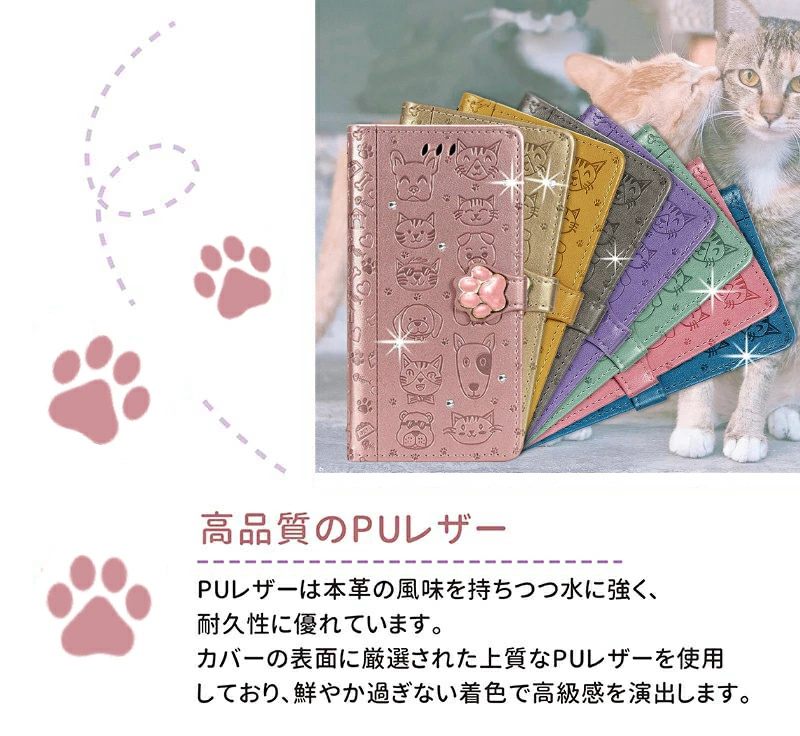 高品質のPUレザー
PUレザーは本革の風味を持ちつつ水に強く、
耐久性に優れています。
カバーの表面に厳選された上質なPUレザーを使用
しており、鮮やか過ぎない着色で高級感を演出します。